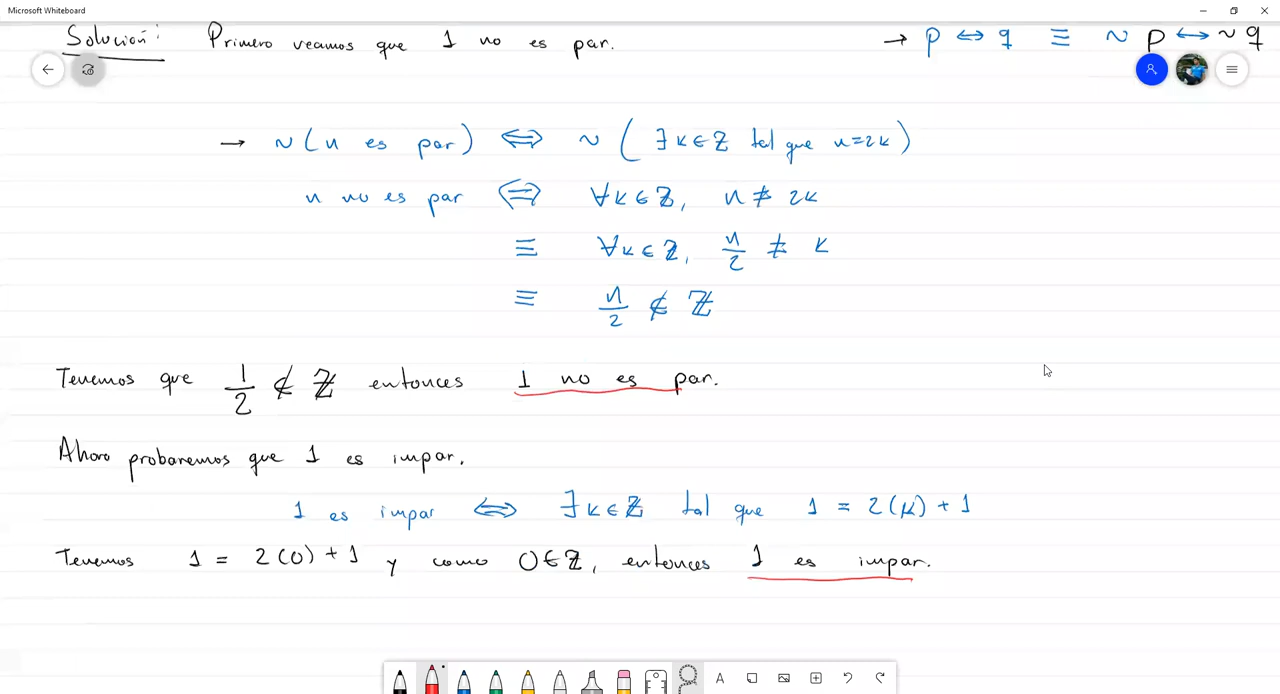 Microsoft Whiteboard
Solución: Primero veamos que 1 no es par. → p ↔ q ≡ ~ p ↔ ~ q
→ ~ (n es par) ⇔ ~ ( ∃ k ∈ ℤ tal que n=2k)
n no es par ⇔ ∀k ∈ ℤ, n ≠ 2k
≡ ∀k ∈ ℤ, n/2 ≠ k
≡ n/2 ∉ ℤ
Tenemos que 1/2 ∉ ℤ entonces 1 no es par.
Ahora probaremos que 1 es impar.
1 es impar ⇔ ∃ k ∈ ℤ tal que 1 = 2(k) + 1
Tenemos 1 = 2(0) + 1 y como 0 ∈ ℤ, entonces 1 es impar.
A